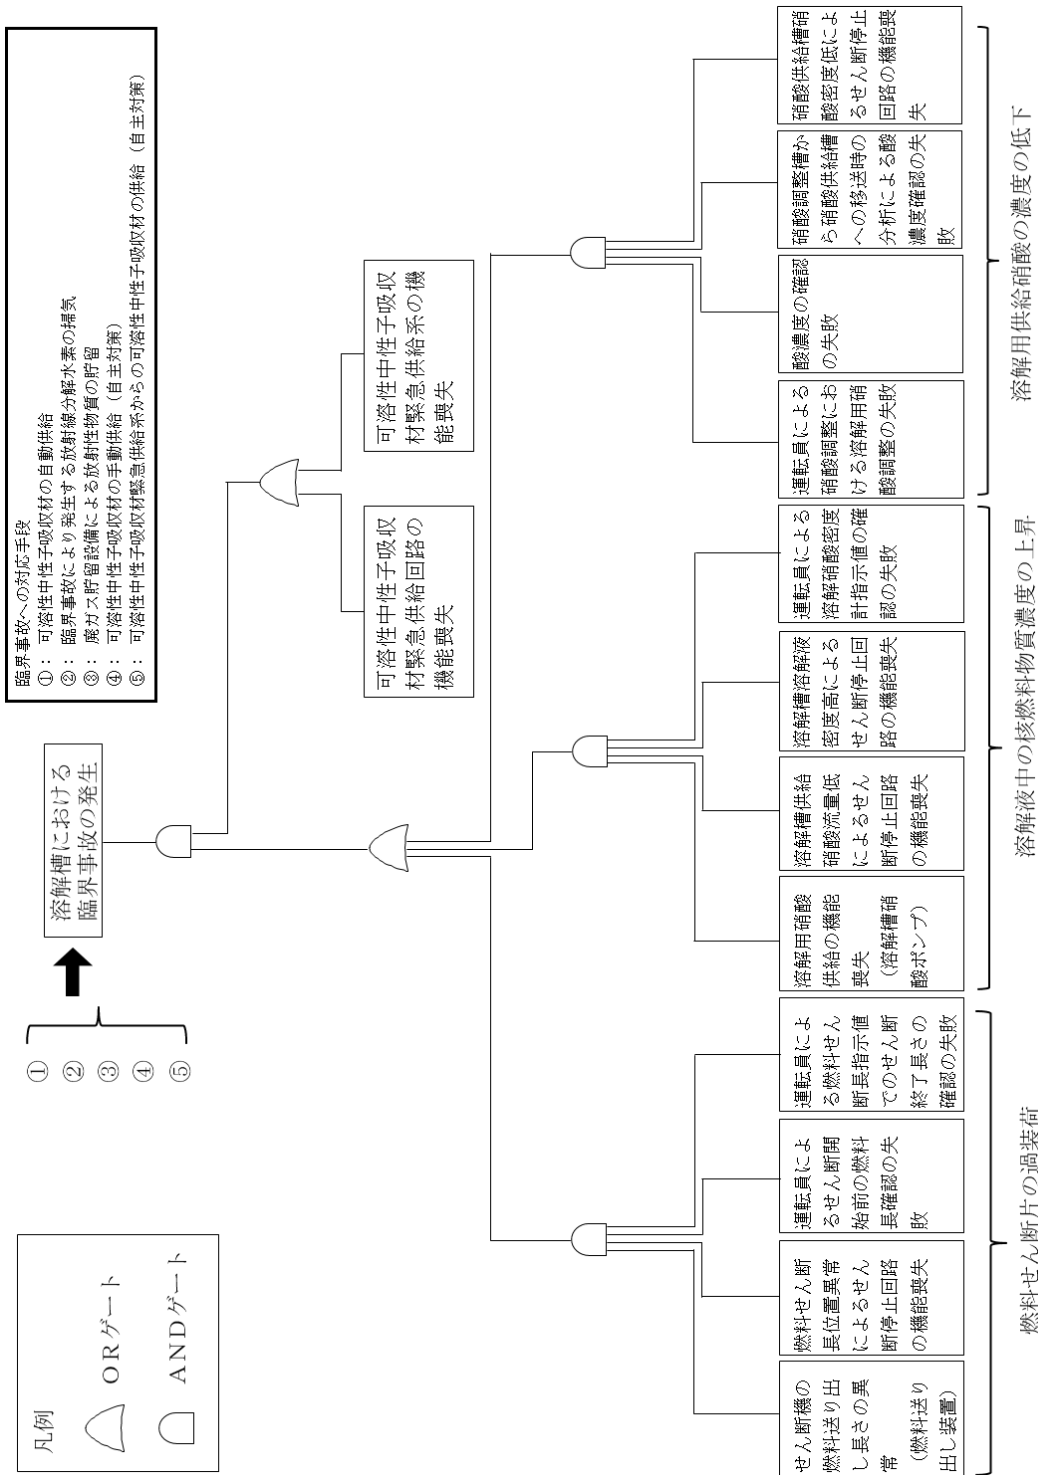 凡例
ORゲート
ANDゲート
①
②
③
④
⑤
溶解槽における
臨界事故の発生
臨界事故への対応手段
①：可溶性中性子吸収材の自動供給
②：臨界事故により発生する放射線分解水素の掃気
③：廃ガス貯留設備による放射性物質の貯留
④：可溶性中性子吸収材の手動供給（自主対策）
⑤：可溶性中性子吸収材緊急供給系からの可溶性中性子吸収材の供給（自主対策）
可溶性中性子吸収
材緊急供給回路の
機能喪失
可溶性中性子吸収
材緊急供給系の機
能喪失
せん断機の
燃料送り出
し長さの異
常
（燃料送り
出し装置）
燃料せん断
長位置異常
によるせん
断停止回路
の機能喪失
運転員によ
るせん断開
始前の燃料
長確認の失
敗
運転員によ
る燃料せん
断長指示値
でのせん断
終了長さの
確認の失敗
溶解用硝酸
供給の機能
喪失
（溶解槽硝
酸ポンプ）
溶解槽供給
硝酸流量低
によるせん
断停止回路
の機能喪失
溶解槽溶解液
密度高による
せん断停止回
路の機能喪失
運転員による
溶解硝酸密度
計指示値の確
認の失敗
運転員による
硝酸調整にお
ける溶解用硝
酸調整の失敗
酸濃度の確認
の失敗
硝酸調整槽か
ら硝酸供給槽
への移送時の
分析による酸
濃度確認の失
敗
硝酸供給槽硝
酸密度低によ
るせん断停止
回路の機能喪
失
燃料せん断片の過装荷
溶解液中の核燃料物質濃度の上昇
溶解用供給硝酸の濃度の低下